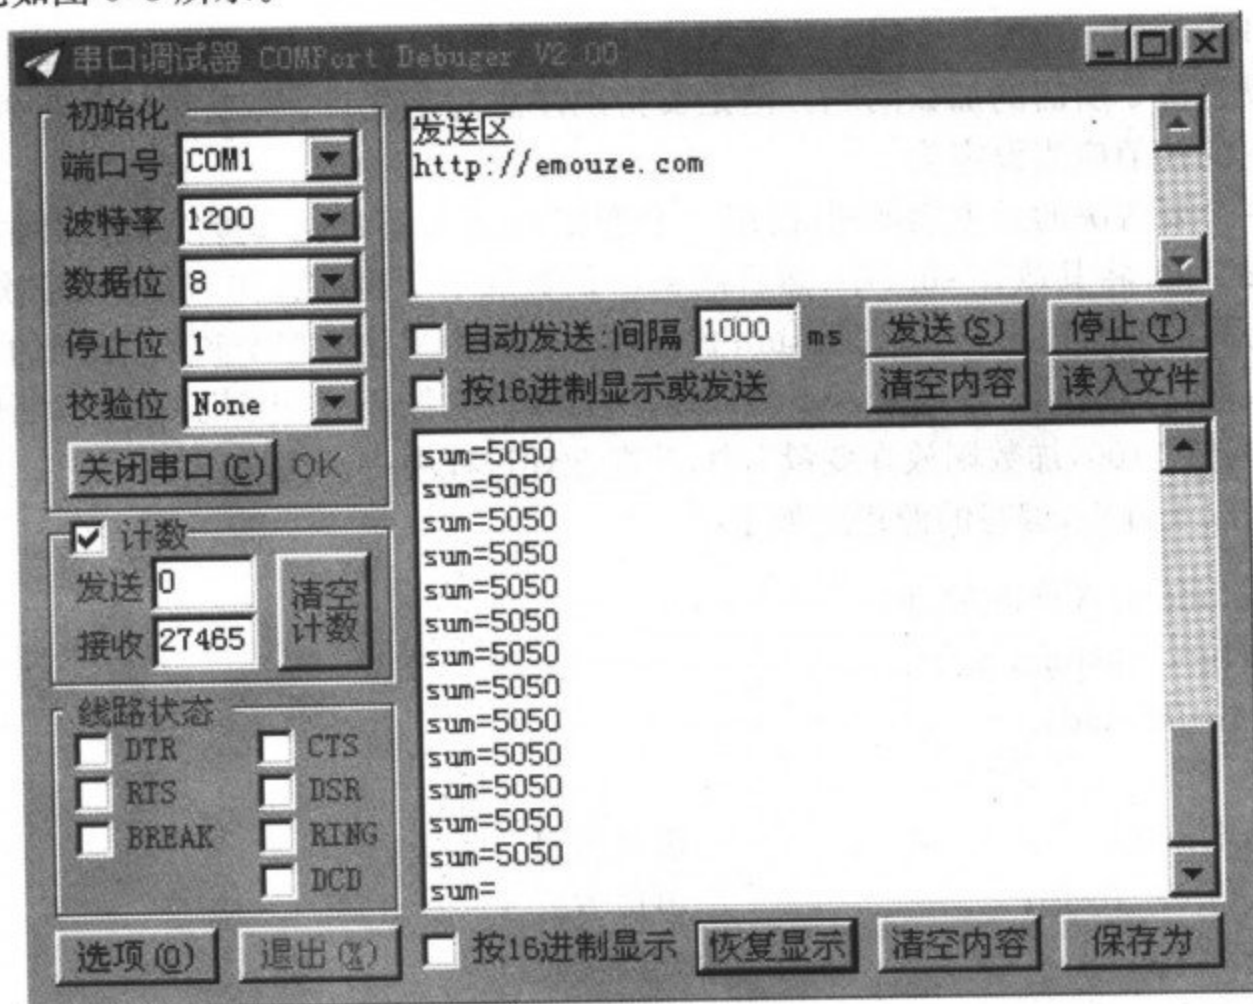 串口调试器 COMPort Debuger V2.00
初始化
端口号 COM1
波特率 1200
数据位 8
停止位 1
校验位 None
关闭串口(C) OK
计数
发送 0
接收 27465
清空
计数
线路状态
DTR CTS
RTS DSR
BREAK RING
DCD
选项(O) 退出(X)
发送区
http://emouze.com
自动发送:间隔 1000 ms 发送(S) 停止(T)
按16进制显示或发送 清空内容 读入文件
sum=5050
sum=5050
sum=5050
sum=5050
sum=5050
sum=5050
sum=5050
sum=5050
sum=5050
sum=5050
sum=5050
sum=5050
sum=5050
sum=
按16进制显示 恢复显示 清空内容 保存为